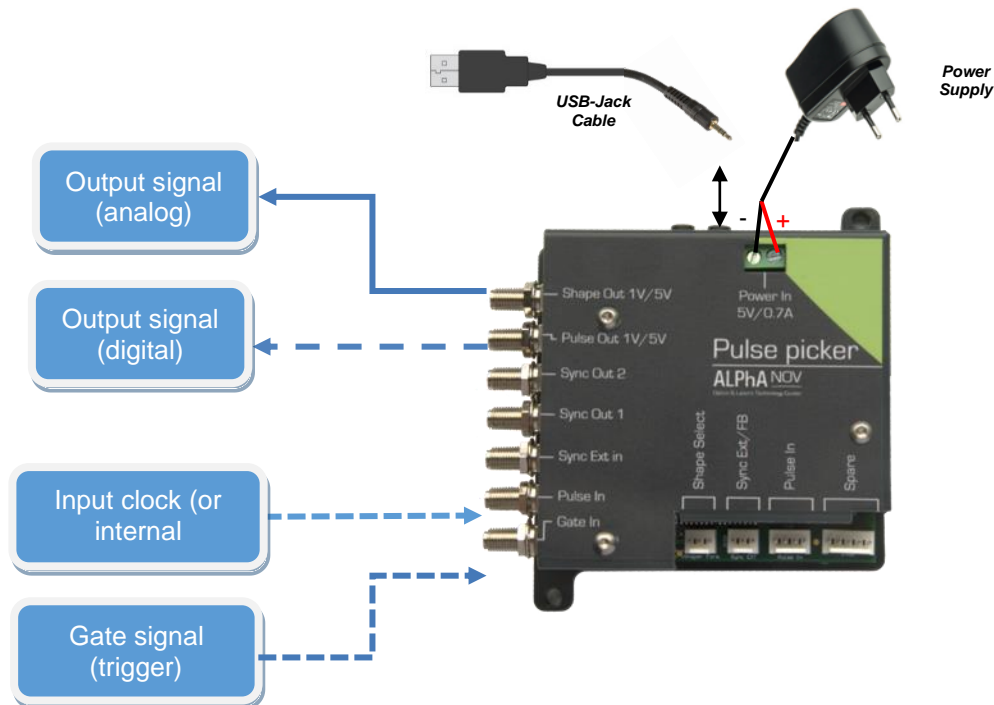 USB-Jack
Cable
Power
Supply
Output signal
(analog)
Output signal
(digital)
Input clock (or
internal
Gate signal
(trigger)
- +
Shape Out 1V/5V
Pulse Out 1V/5V
Sync Out 2
Sync Out 1
Sync Ext in
Pulse In
Gate In
Power In
5V/0.7A
Pulse picker
ALPhA NOV
Shape Select
Sync Ext/FB
Pulse In
Spare